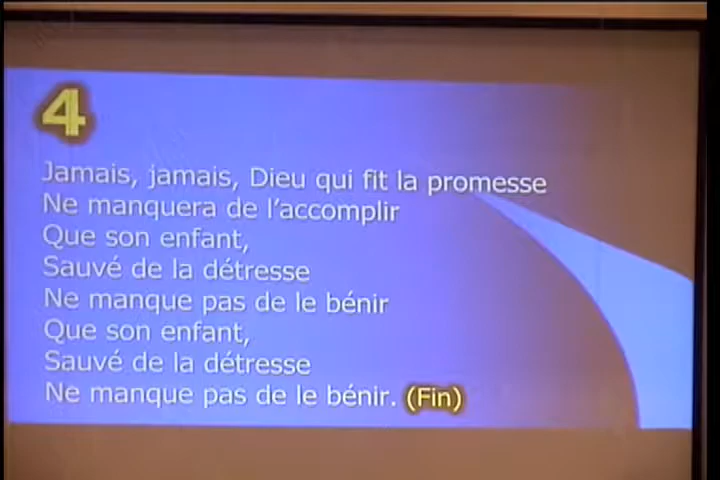 4
Jamais, jamais, Dieu qui fit la promesse
Ne manquera de l'accomplir
Que son enfant,
Sauvé de la détresse
Ne manque pas de le bénir
Que son enfant,
Sauvé de la détresse
Ne manque pas de le bénir. (Fin)